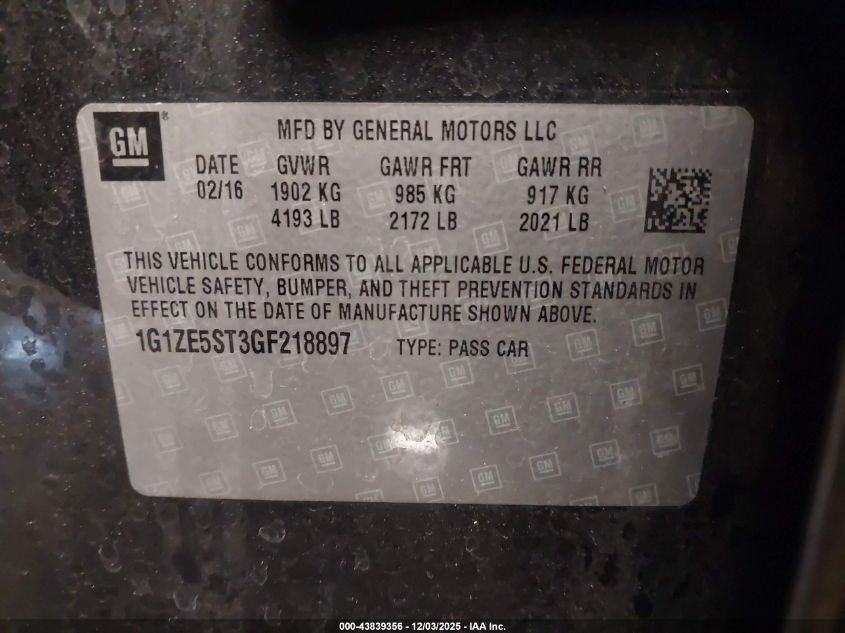 GM ®
MFD BY GENERAL MOTORS LLC
DATE GVWR GAWR FRT GAWR RR
02/16 1902 KG 985 KG 917 KG
4193 LB 2172 LB 2021 LB
THIS VEHICLE CONFORMS TO ALL APPLICABLE U.S. FEDERAL MOTOR
VEHICLE SAFETY, BUMPER, AND THEFT PREVENTION STANDARDS IN
EFFECT ON THE DATE OF MANUFACTURE SHOWN ABOVE.
1G1ZE5ST3GF218897 TYPE: PASS CAR
000-43839356 - 12/03/2025 - IAA Inc.